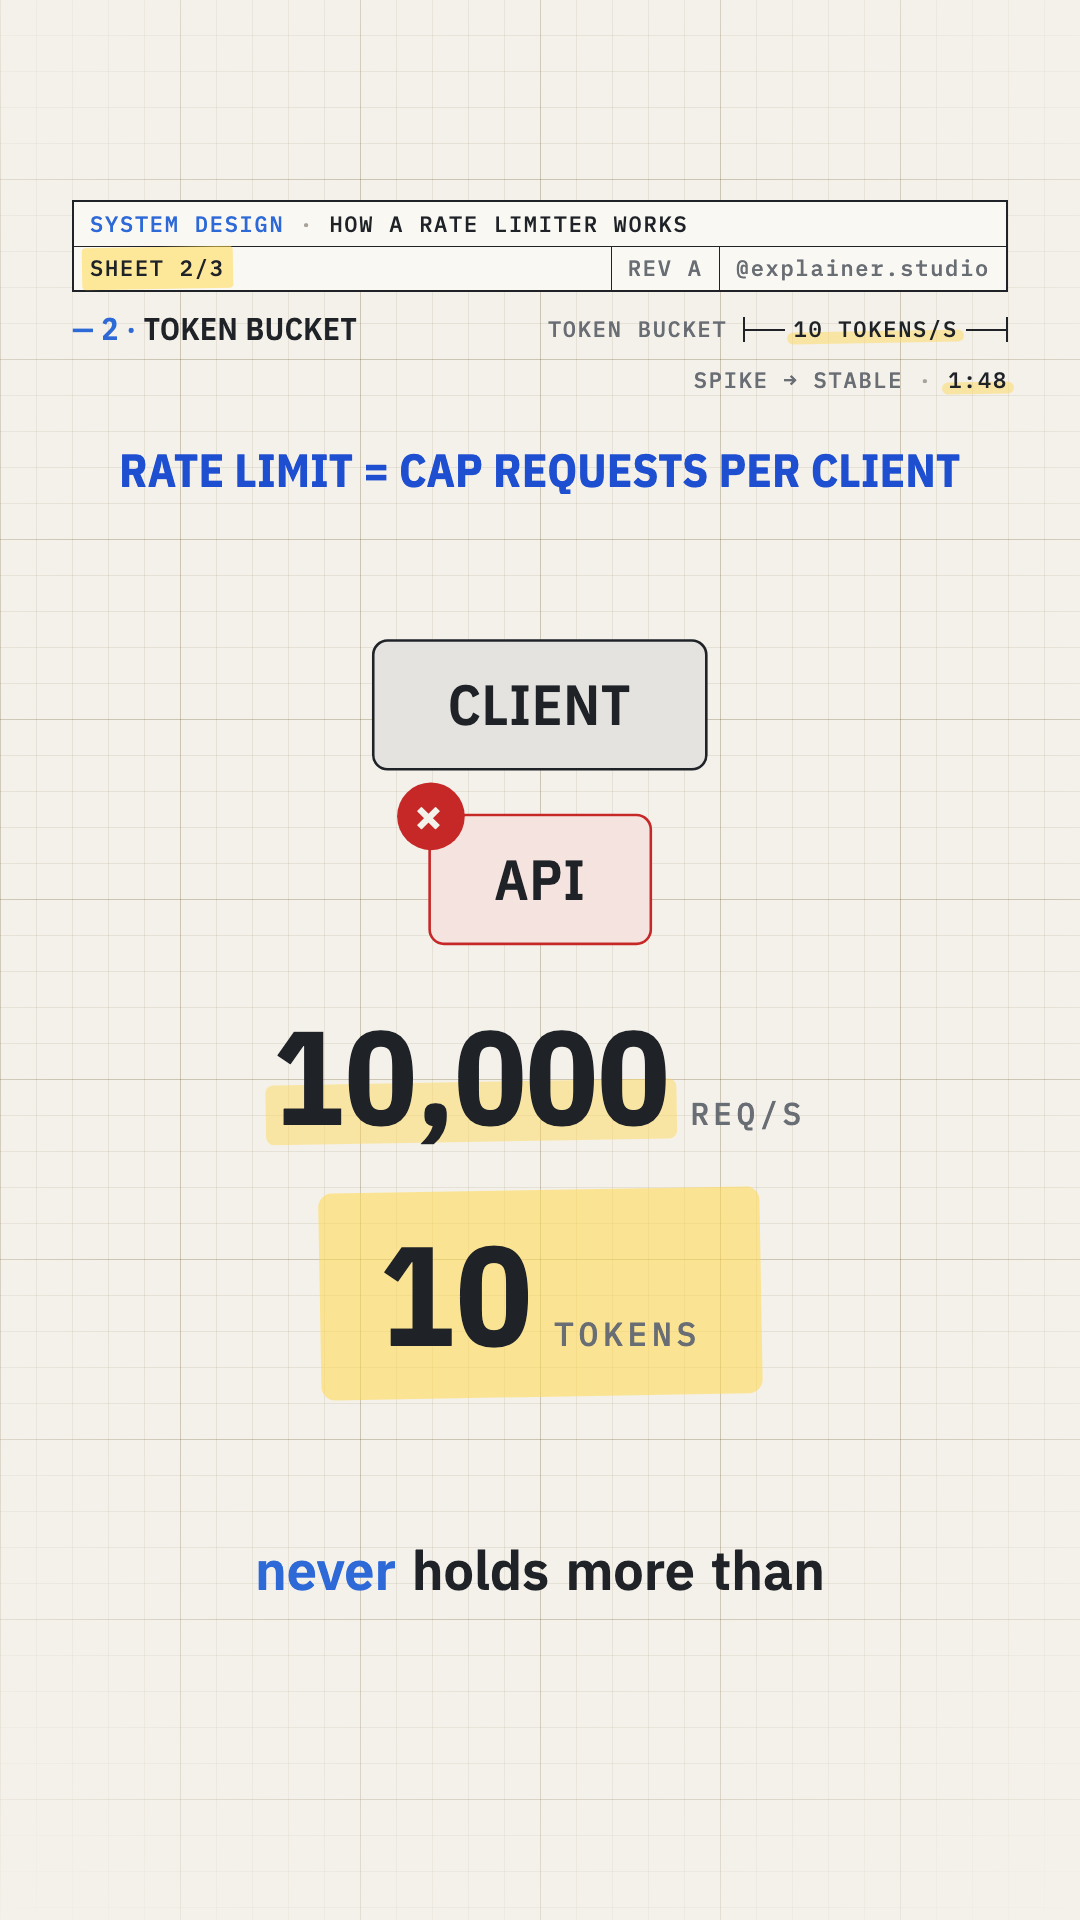 SYSTEM DESIGN · HOW A RATE LIMITER WORKS
SHEET 2/3 REV A @explainer.studio
— 2 · TOKEN BUCKET TOKEN BUCKET 10 TOKENS/S
SPIKE → STABLE · 1:48
RATE LIMIT = CAP REQUESTS PER CLIENT
CLIENT
API
10,000 REQ/S
10 TOKENS
never holds more than